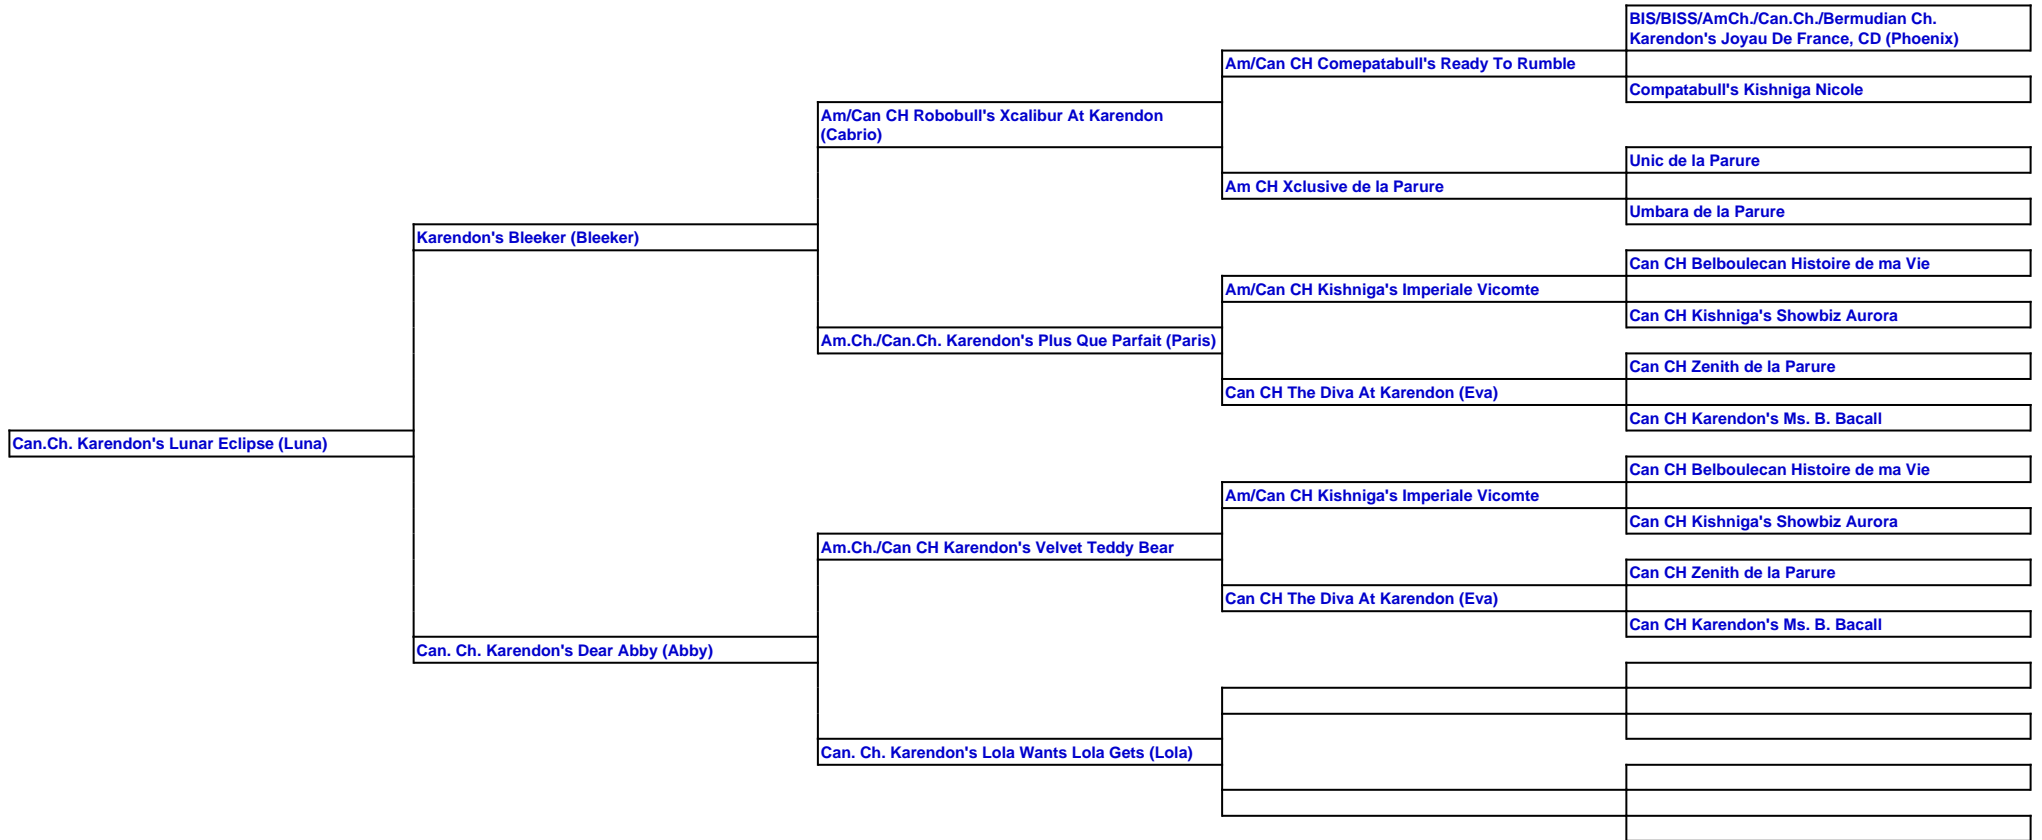 BIS/BISS/AmCh./Can.Ch./Bermudian Ch.
Karendon's Joyau De France, CD (Phoenix)
Am/Can CH Comepatabull's Ready To Rumble
Compatabull's Kishniga Nicole
Am/Can CH Robobull's Xcalibur At Karendon
(Cabrio)
Unic de la Parure
Am CH Xclusive de la Parure
Umbara de la Parure
Karendon's Bleeker (Bleeker)
Can CH Belboulecan Histoire de ma Vie
Am/Can CH Kishniga's Imperiale Vicomte
Can CH Kishniga's Showbiz Aurora
Am.Ch./Can.Ch. Karendon's Plus Que Parfait (Paris)
Can CH Zenith de la Parure
Can CH The Diva At Karendon (Eva)
Can CH Karendon's Ms. B. Bacall
Can.Ch. Karendon's Lunar Eclipse (Luna)
Can CH Belboulecan Histoire de ma Vie
Am/Can CH Kishniga's Imperiale Vicomte
Can CH Kishniga's Showbiz Aurora
Am.Ch./Can CH Karendon's Velvet Teddy Bear
Can CH Zenith de la Parure
Can CH The Diva At Karendon (Eva)
Can CH Karendon's Ms. B. Bacall
Can. Ch. Karendon's Dear Abby (Abby)
Can. Ch. Karendon's Lola Wants Lola Gets (Lola)